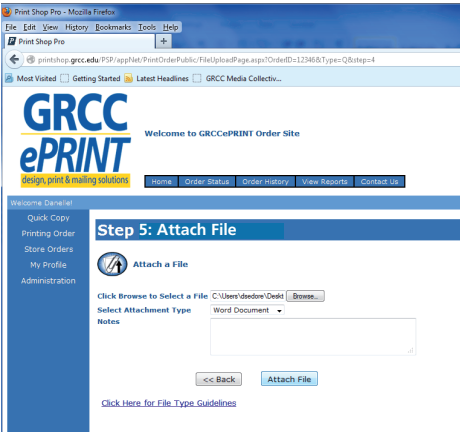 Print Shop Pro - Mozilla Firefox
File Edit View History Bookmarks Tools Help
Print Shop Pro +
printshop.grcc.edu/PSP/appNet/PrintOrderPublic/FileUploadPage.aspx?OrderID=12346&Type=Q&step=4
Most Visited Getting Started Latest Headlines GRCC Media Collectiv...
GRCC
ePRINT
design, print & mailing solutions
Welcome to GRCCePRINT Order Site
Home Order Status Order History View Reports Contact Us
Welcome Danelle!
Quick Copy
Printing Order
Store Orders
My Profile
Administration
Step 5: Attach File
Attach a File
Click Browse to Select a File C:\Users\dsedore\Deskt Browse...
Select Attachment Type Word Document
Notes
<< Back Attach File
Click Here for File Type Guidelines